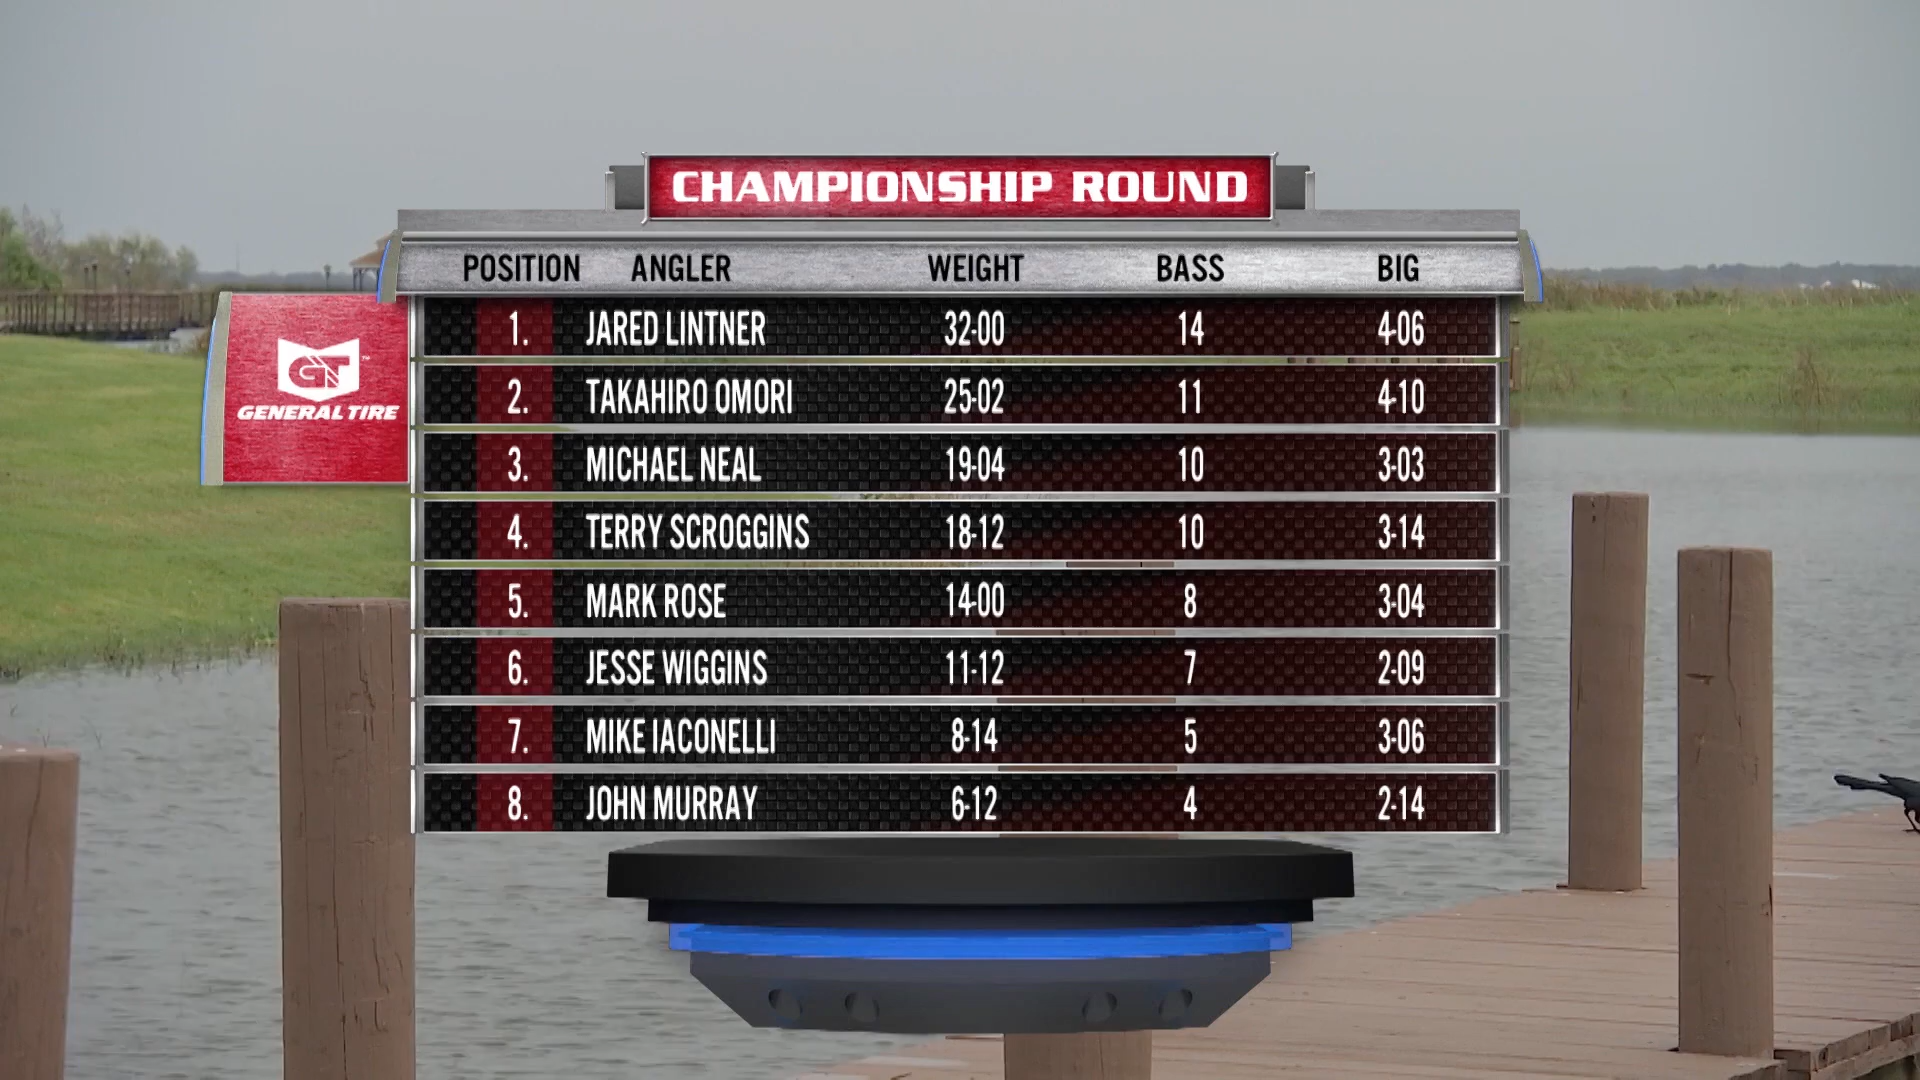 CHAMPIONSHIP ROUND
POSITION ANGLER WEIGHT BASS BIG
1. JARED LINTNER 32-00 14 4-06
2. TAKAHIRO OMORI 25-02 11 4-10
3. MICHAEL NEAL 19-04 10 3-03
4. TERRY SCROGGINS 18-12 10 3-14
5. MARK ROSE 14-00 8 3-04
6. JESSE WIGGINS 11-12 7 2-09
7. MIKE IACONELLI 8-14 5 3-06
8. JOHN MURRAY 6-12 4 2-14
GT™
GENERAL TIRE